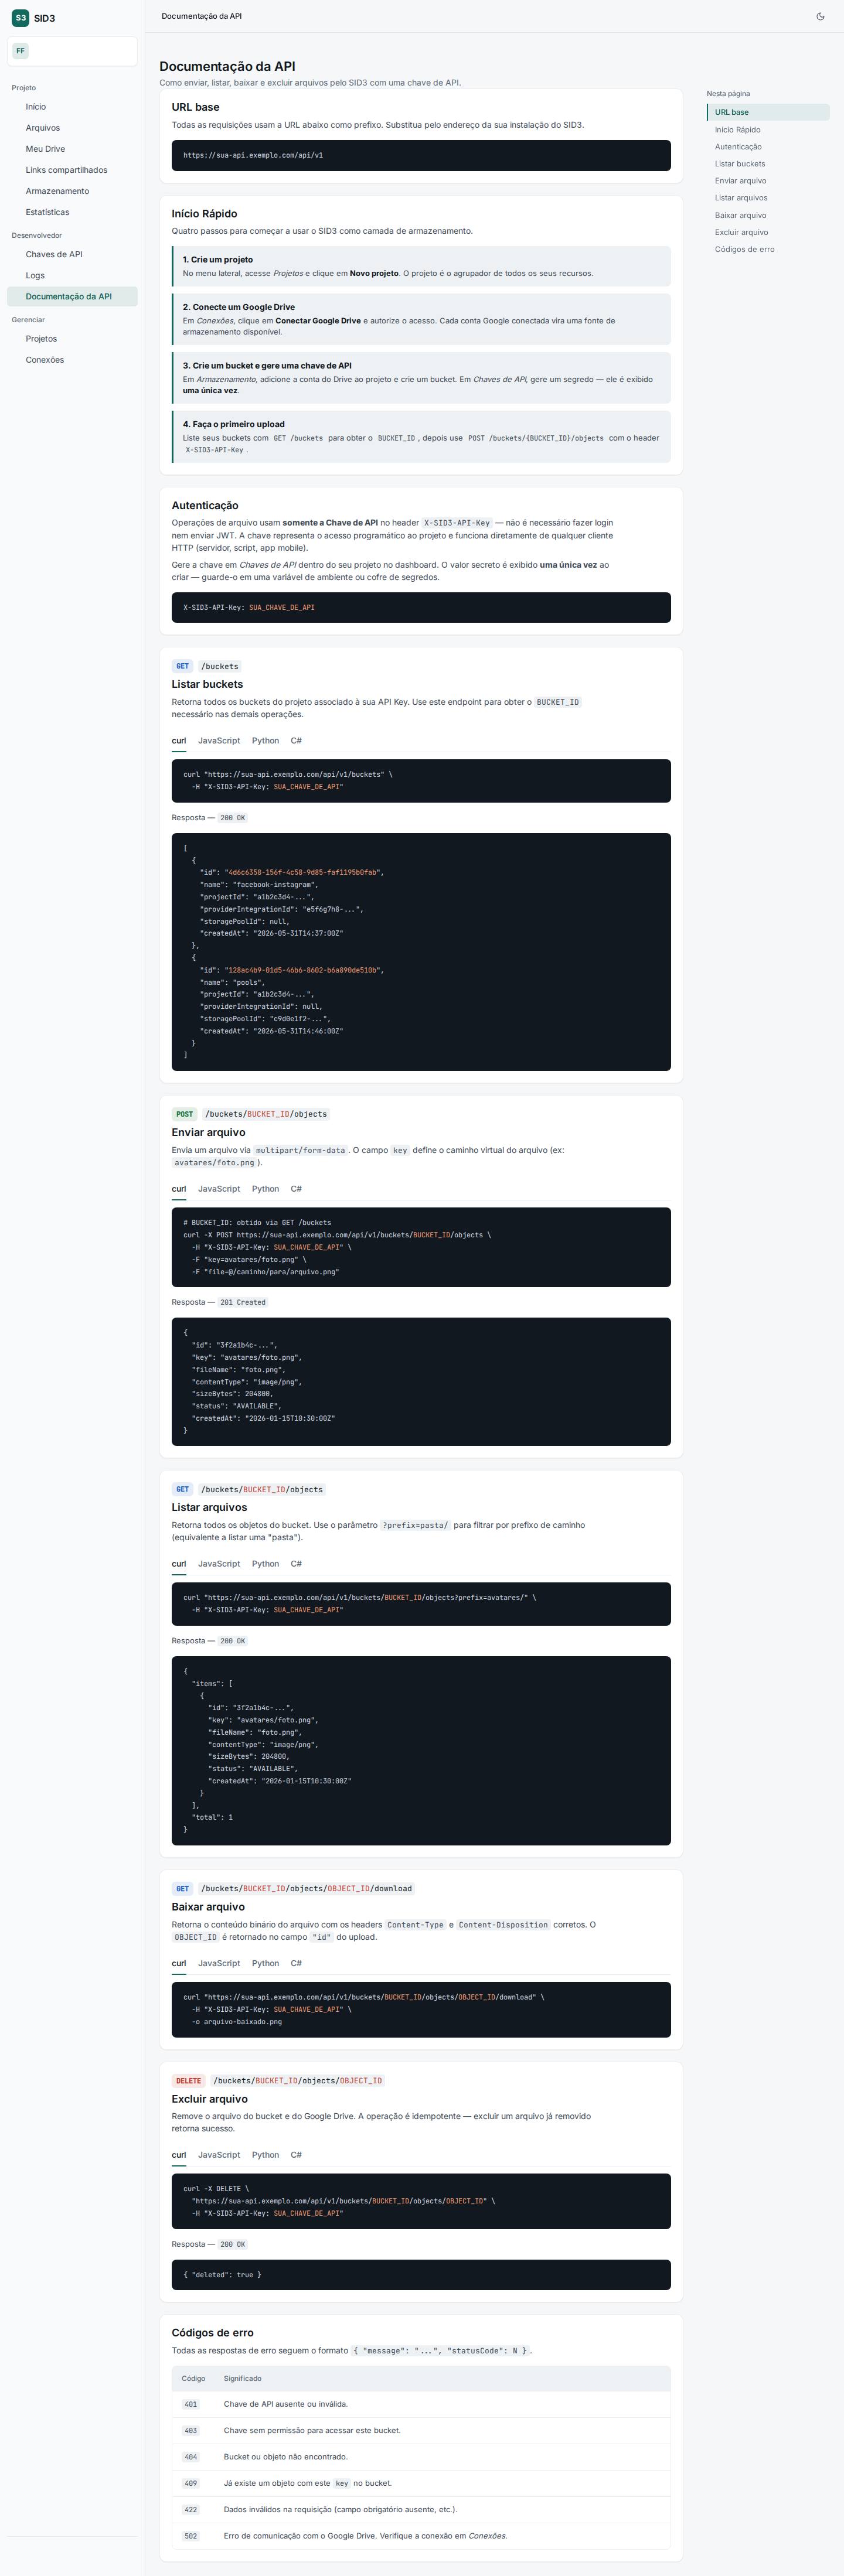 S3 SID3
FF
Projeto
Início
Arquivos
Meu Drive
Links compartilhados
Armazenamento
Estatísticas
Desenvolvedor
Chaves de API
Logs
Documentação da API
Gerenciar
Projetos
Conexões
Documentação da API
Documentação da API
Como enviar, listar, baixar e excluir arquivos pelo SID3 com uma chave de API.
URL base
Todas as requisições usam a URL abaixo como prefixo. Substitua pelo endereço da sua instalação do SID3.
https://sua-api.exemplo.com/api/v1
Início Rápido
Quatro passos para começar a usar o SID3 como camada de armazenamento.
1. Crie um projeto
No menu lateral, acesse Projetos e clique em Novo projeto. O projeto é o agrupador de todos os seus recursos.
2. Conecte um Google Drive
Em Conexões, clique em Conectar Google Drive e autorize o acesso. Cada conta Google conectada vira uma fonte de
armazenamento disponível.
3. Crie um bucket e gere uma chave de API
Em Armazenamento, adicione a conta do Drive ao projeto e crie um bucket. Em Chaves de API, gere um segredo — ele é exibido
uma única vez.
4. Faça o primeiro upload
Liste seus buckets com GET /buckets para obter o BUCKET_ID , depois use POST /buckets/{BUCKET_ID}/objects com o header
X-SID3-API-Key .
Autenticação
Operações de arquivo usam somente a Chave de API no header X-SID3-API-Key — não é necessário fazer login
nem enviar JWT. A chave representa o acesso programático ao projeto e funciona diretamente de qualquer cliente
HTTP (servidor, script, app mobile).
Gere a chave em Chaves de API dentro do seu projeto no dashboard. O valor secreto é exibido uma única vez ao
criar — guarde-o em uma variável de ambiente ou cofre de segredos.
X-SID3-API-Key: SUA_CHAVE_DE_API
GET /buckets
Listar buckets
Retorna todos os buckets do projeto associado à sua API Key. Use este endpoint para obter o BUCKET_ID
necessário nas demais operações.
curl JavaScript Python C#
curl "https://sua-api.exemplo.com/api/v1/buckets" \
-H "X-SID3-API-Key: SUA_CHAVE_DE_API"
Resposta — 200 OK
[
{
"id": "4d6c6358-156f-4c58-9d85-faf1195b0fab",
"name": "facebook-instagram",
"projectId": "a1b2c3d4-...",
"providerIntegrationId": "e5f6g7h8-...",
"storagePoolId": null,
"createdAt": "2026-05-31T14:37:00Z"
},
{
"id": "128ac4b9-01d5-46b6-8602-b6a890de510b",
"name": "pools",
"projectId": "a1b2c3d4-...",
"providerIntegrationId": null,
"storagePoolId": "c9d0e1f2-...",
"createdAt": "2026-05-31T14:46:00Z"
}
]
POST /buckets/BUCKET_ID/objects
Enviar arquivo
Envia um arquivo via multipart/form-data. O campo key define o caminho virtual do arquivo (ex:
avatares/foto.png ).
curl JavaScript Python C#
# BUCKET_ID: obtido via GET /buckets
curl -X POST https://sua-api.exemplo.com/api/v1/buckets/BUCKET_ID/objects \
-H "X-SID3-API-Key: SUA_CHAVE_DE_API" \
-F "key=avatares/foto.png" \
-F "file=@/caminho/para/arquivo.png"
Resposta — 201 Created
{
"id": "3f2a1b4c-...",
"key": "avatares/foto.png",
"fileName": "foto.png",
"contentType": "image/png",
"sizeBytes": 204800,
"status": "AVAILABLE",
"createdAt": "2026-01-15T10:30:00Z"
}
GET /buckets/BUCKET_ID/objects
Listar arquivos
Retorna todos os objetos do bucket. Use o parâmetro ?prefix=pasta/ para filtrar por prefixo de caminho
(equivalente a listar uma "pasta").
curl JavaScript Python C#
curl "https://sua-api.exemplo.com/api/v1/buckets/BUCKET_ID/objects?prefix=avatares/" \
-H "X-SID3-API-Key: SUA_CHAVE_DE_API"
Resposta — 200 OK
{
"items": [
{
"id": "3f2a1b4c-...",
"key": "avatares/foto.png",
"fileName": "foto.png",
"contentType": "image/png",
"sizeBytes": 204800,
"status": "AVAILABLE",
"createdAt": "2026-01-15T10:30:00Z"
}
],
"total": 1
}
GET /buckets/BUCKET_ID/objects/OBJECT_ID/download
Baixar arquivo
Retorna o conteúdo binário do arquivo com os headers Content-Type e Content-Disposition corretos. O
OBJECT_ID é retornado no campo "id" do upload.
curl JavaScript Python C#
curl "https://sua-api.exemplo.com/api/v1/buckets/BUCKET_ID/objects/OBJECT_ID/download" \
-H "X-SID3-API-Key: SUA_CHAVE_DE_API" \
-o arquivo-baixado.png
DELETE /buckets/BUCKET_ID/objects/OBJECT_ID
Excluir arquivo
Remove o arquivo do bucket e do Google Drive. A operação é idempotente — excluir um arquivo já removido
retorna sucesso.
curl JavaScript Python C#
curl -X DELETE \
"https://sua-api.exemplo.com/api/v1/buckets/BUCKET_ID/objects/OBJECT_ID" \
-H "X-SID3-API-Key: SUA_CHAVE_DE_API"
Resposta — 200 OK
{ "deleted": true }
Códigos de erro
Todas as respostas de erro seguem o formato { "message": "...", "statusCode": N }.
Código Significado
401 Chave de API ausente ou inválida.
403 Chave sem permissão para acessar este bucket.
404 Bucket ou objeto não encontrado.
409 Já existe um objeto com este key no bucket.
422 Dados inválidos na requisição (campo obrigatório ausente, etc.).
502 Erro de comunicação com o Google Drive. Verifique a conexão em Conexões.
Nesta página
URL base
Início Rápido
Autenticação
Listar buckets
Enviar arquivo
Listar arquivos
Baixar arquivo
Excluir arquivo
Códigos de erro